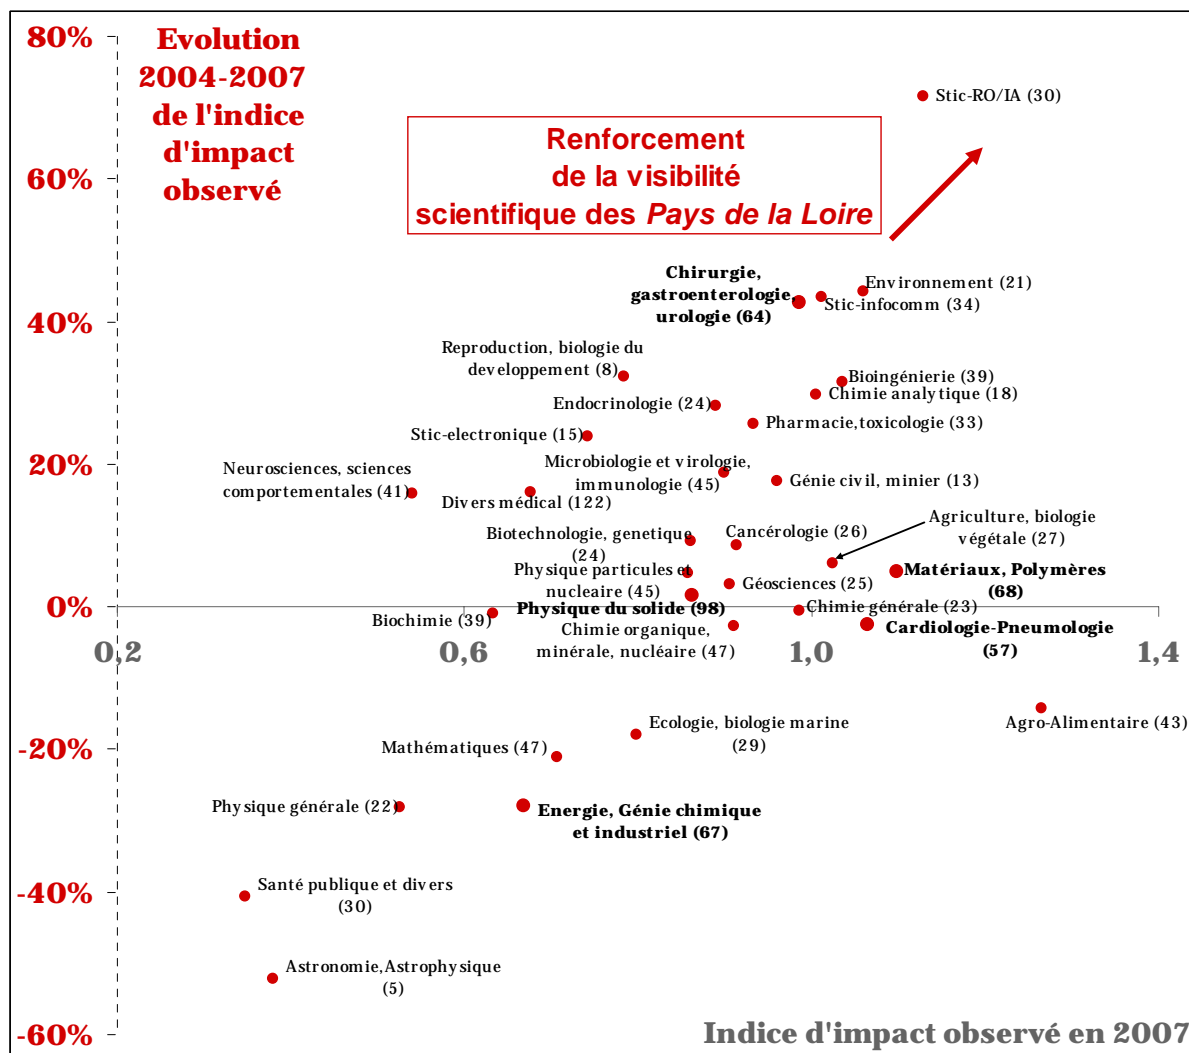 80%
60%
40%
20%
0%
-20%
-40%
-60%
Evolution
2004-2007
de l'indice
d'impact
observé
Renforcement
de la visibilité
scientifique des Pays de la Loire
Stic-RO/IA (30)
Chirurgie,
gastroenterologie,
urologie (64)
Environnement (21)
Stic-infocomm (34)
Reproduction, biologie du
developpement (8)
Bioingénierie (39)
Chimie analytique (18)
Endocrinologie (24)
Pharmacie,toxicologie (33)
Stic-electronique (15)
Neurosciences, sciences
comportementales (41)
Microbiologie et virologie,
immunologie (45)
Génie civil, minier (13)
Divers médical (122)
Biotechnologie, genetique
(24)
Cancérologie (26)
Agriculture, biologie
végétale (27)
Physique particules et
nucleaire (45)
Géosciences (25)
Matériaux, Polymères
(68)
Physique du solide (98)
Chimie générale (23)
Biochimie (39)
Chimie organique,
minérale, nucléaire (47)
Cardiologie-Pneumologie
(57)
0,2
0,6
1,0
1,4
Ecologie, biologie marine
(29)
Agro-Alimentaire (43)
Mathématiques (47)
Physique générale (22)
Energie, Génie chimique
et industriel (67)
Santé publique et divers
(30)
Astronomie,Astrophysique
(5)
Indice d'impact observé en 2007